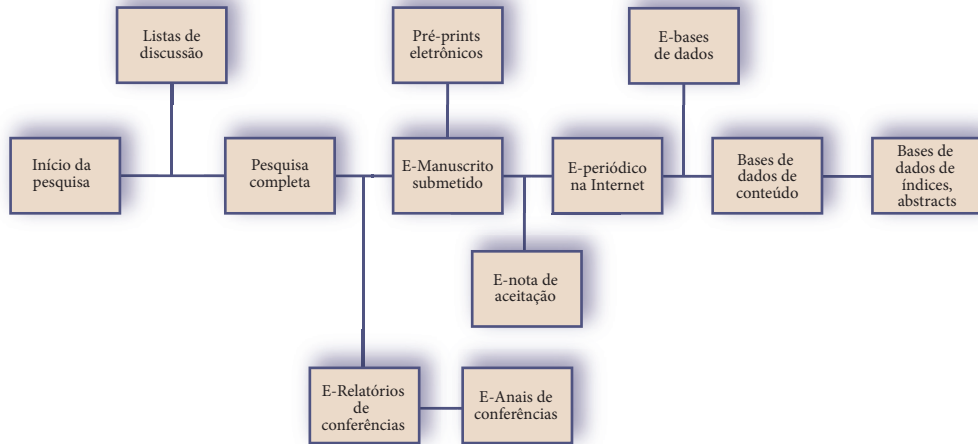 Listas de
discussão
Pré-prints
eletrônicos
E-bases
de dados
Início da
pesquisa
Pesquisa
completa
E-Manuscrito
submetido
E-periódico
na Internet
Bases de
dados de
conteúdo
Bases de
dados de
índices,
abstracts
E-nota de
aceitação
E-Relatórios
de
conferências
E-Anais de
conferências